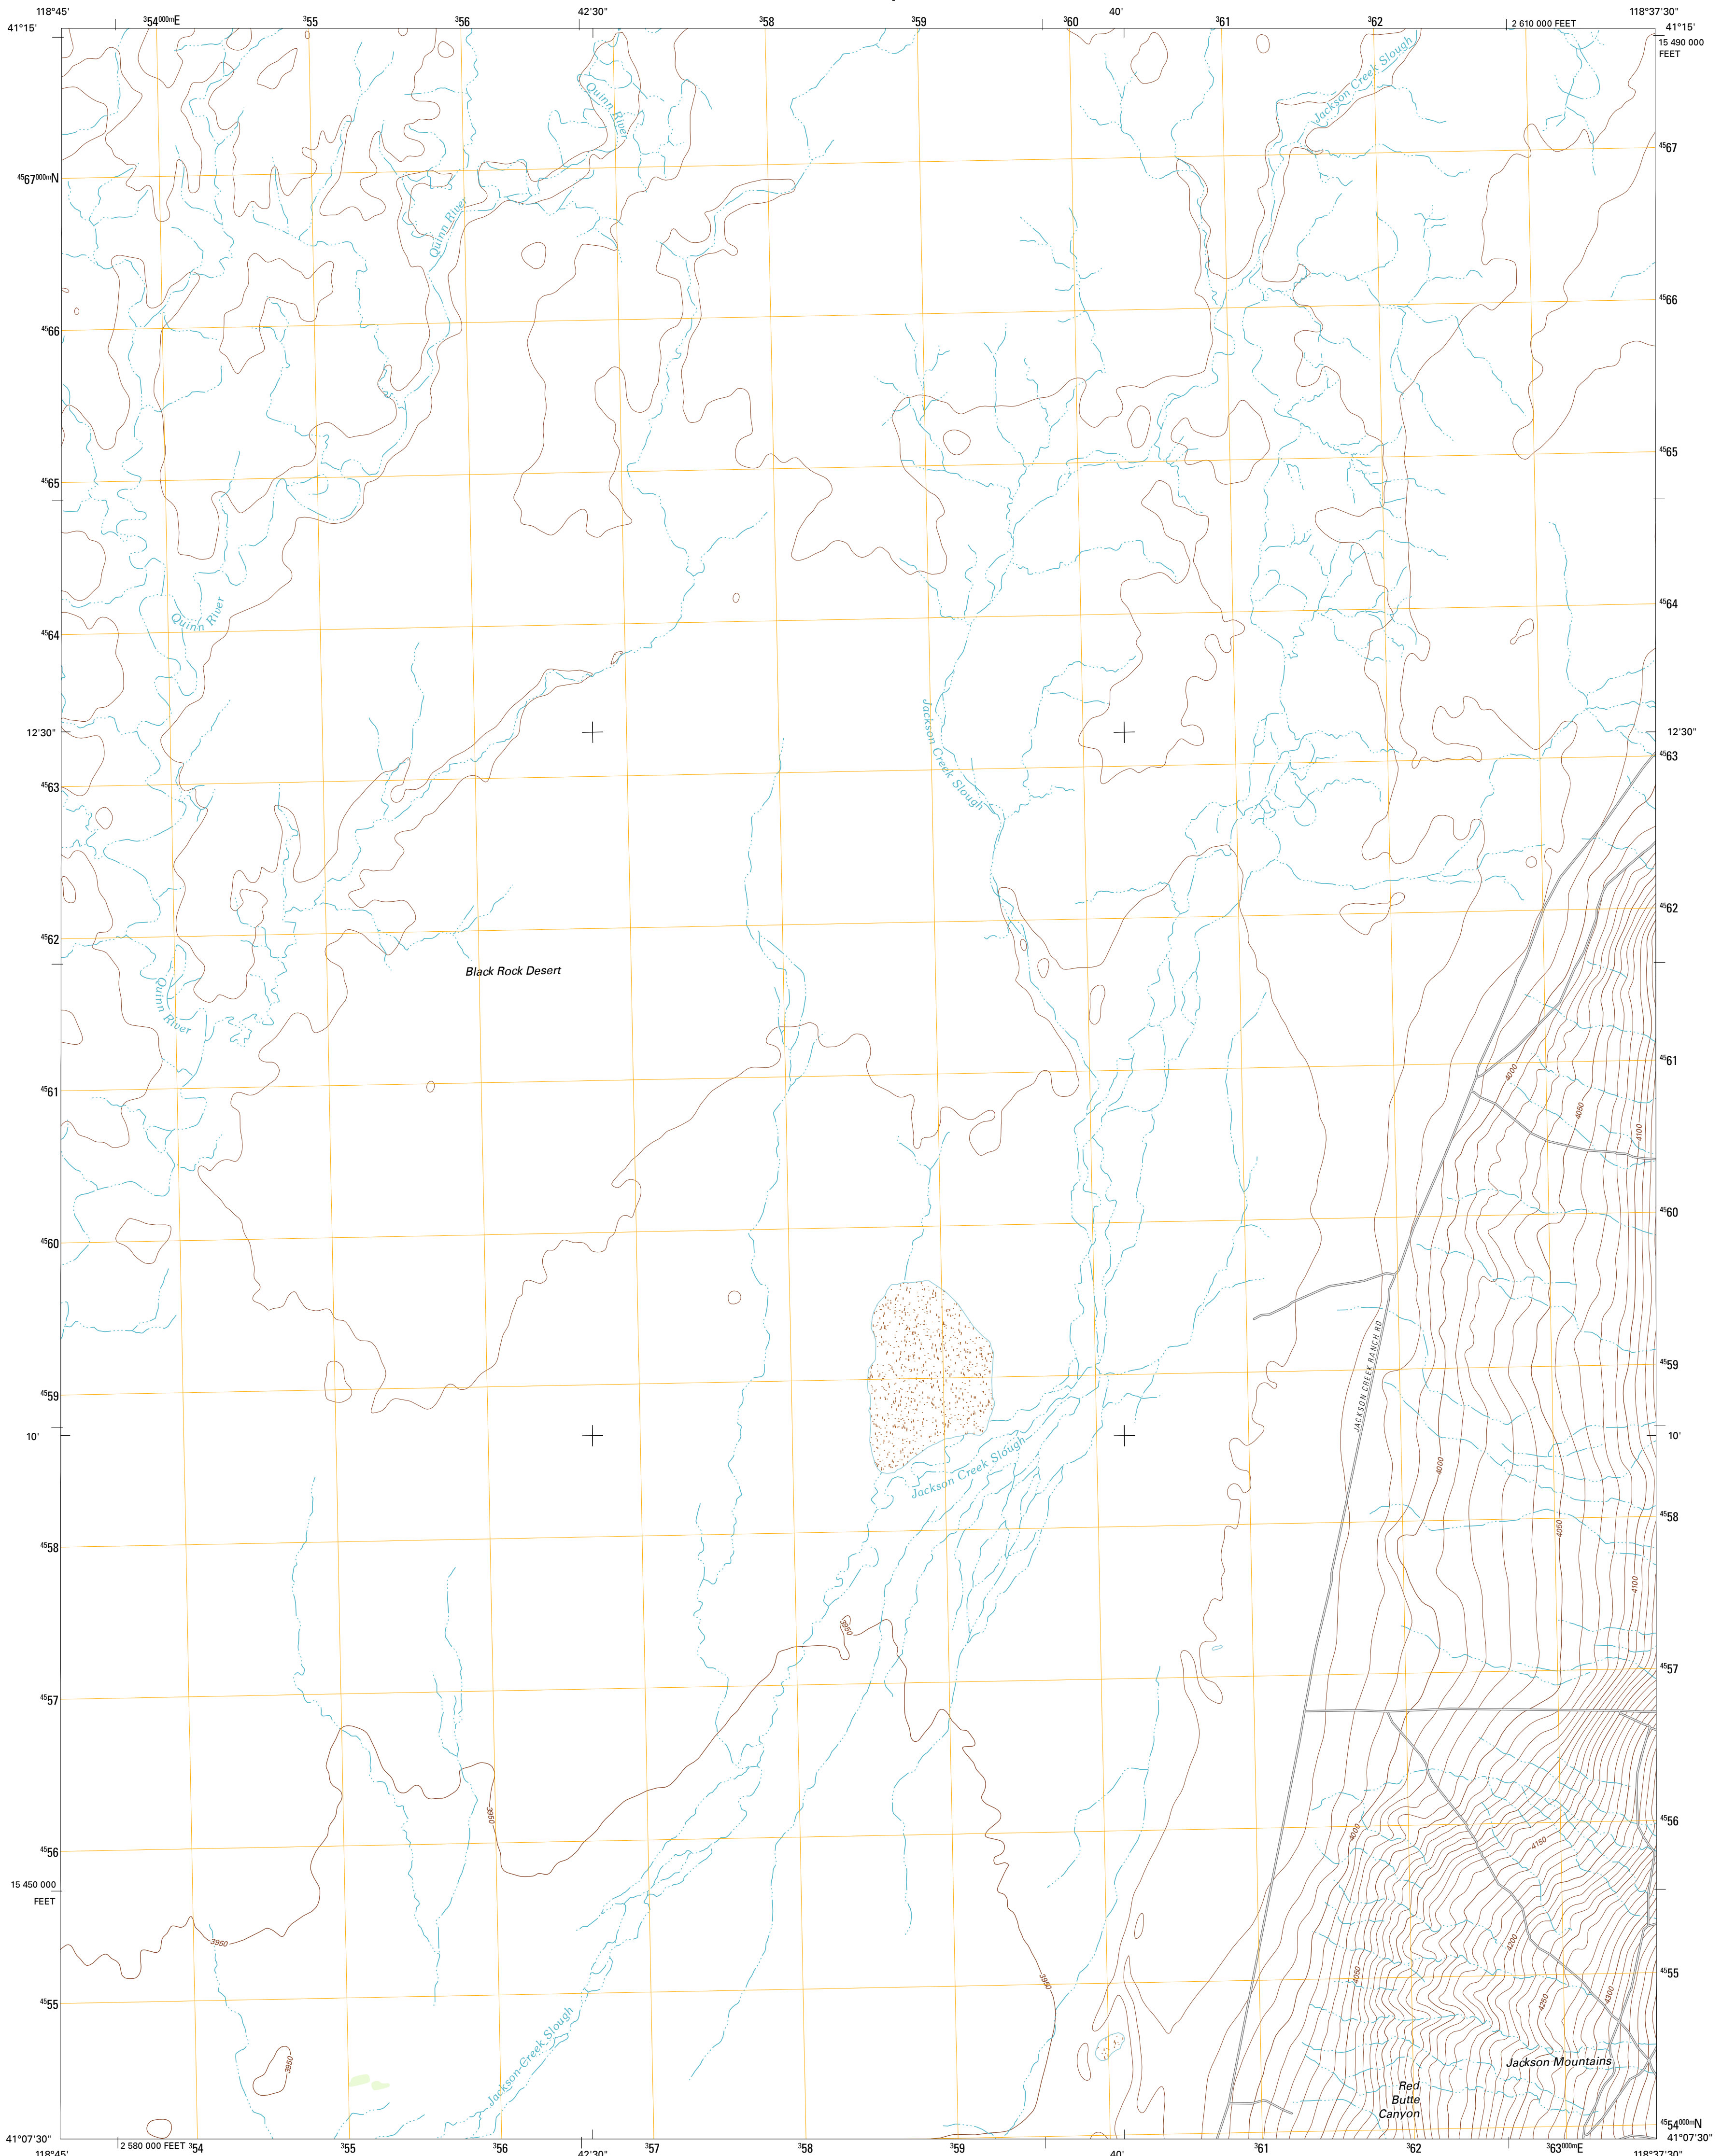 118°45' ³54⁰⁰⁰ᵐE ³55 ³56 42'30" ³58 ³59 ³60 40' ³61 ³62 2 610 000 FEET 118°37'30"
41°15' 41°15'
15 490 000
FEET
Jackson Creek Slough
Quinn River
⁴⁵67
⁴⁵67⁰⁰⁰ᵐN
Quinn River
⁴⁵66
⁴⁵66
⁴⁵65
⁴⁵65
⁴⁵64
Quinn River
⁴⁵64
Jackson Creek Slough
12'30" 12'30"
⁴⁵63
⁴⁵63
⁴⁵62
⁴⁵62
Black Rock Desert
Quinn River
⁴⁵61
4000
⁴⁵61
4050
4100
⁴⁵60
⁴⁵60
JACKSON CREEK RANCH RD
⁴⁵59
⁴⁵59
10' 10'
Jackson Creek Slough
4000
⁴⁵58
4050
⁴⁵58
4100
3950
⁴⁵57
⁴⁵57
3950
⁴⁵56
4000
4150
⁴⁵56
15 450 000
FEET
3950
4200
3950
4050
⁴⁵55
⁴⁵55
4250
4300
Jackson Creek Slough
3950
Jackson Mountains
Red
Butte
Canyon
⁴⁵54⁰⁰⁰ᵐN
41°07'30" 41°07'30"
118°45' 2 580 000 FEET ³54 ³55 ³56 42'30" ³57 ³58 ³59 40' ³61 ³62 ³63⁰⁰⁰ᵐE 118°37'30"